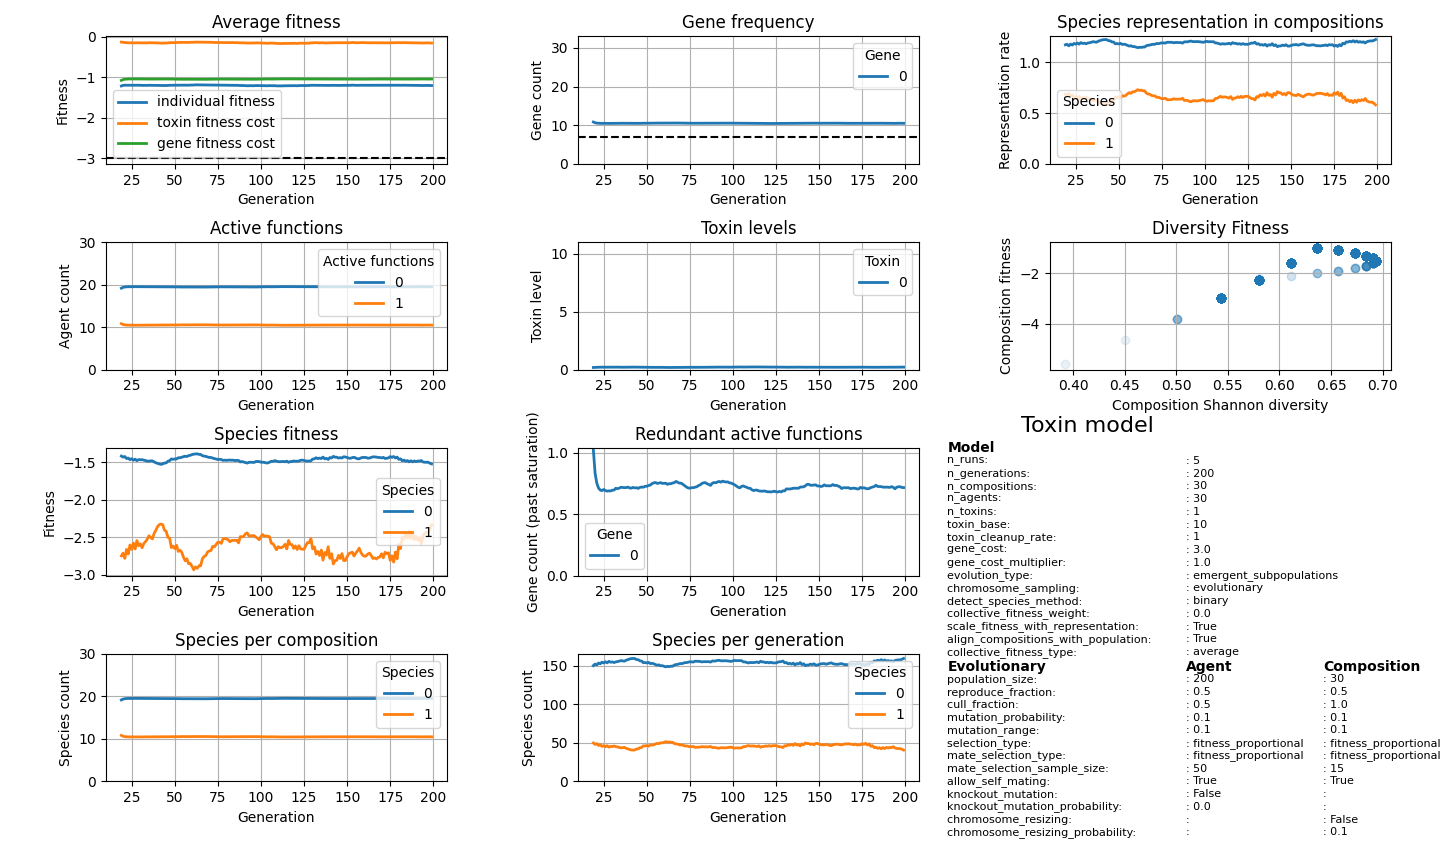 Average fitness
0
−1
−2
−3
Fitness
individual fitness
toxin fitness cost
gene fitness cost
25 50 75 100 125 150 175 200
Generation
Gene frequency
30
20
10
0
Gene count
Gene
0
25 50 75 100 125 150 175 200
Generation
Species representation in compositions
1.0
0.5
0.0
Representation rate
Species
0
1
25 50 75 100 125 150 175 200
Generation
Active functions
30
20
10
0
Agent count
Active functions
0
1
25 50 75 100 125 150 175 200
Generation
Toxin levels
10
5
0
Toxin level
Toxin
0
25 50 75 100 125 150 175 200
Generation
Diversity Fitness
−2
−4
Composition fitness
0.40 0.45 0.50 0.55 0.60 0.65 0.70
Composition Shannon diversity
Species fitness
−1.5
−2.0
−2.5
−3.0
Fitness
Species
0
1
25 50 75 100 125 150 175 200
Generation
Redundant active functions
1.0
0.5
0.0
Gene count (past saturation)
Gene
0
25 50 75 100 125 150 175 200
Generation
Species per composition
30
20
10
0
Species count
Species
0
1
25 50 75 100 125 150 175 200
Generation
Species per generation
150
100
50
0
Species count
Species
0
1
25 50 75 100 125 150 175 200
Generation
Toxin model
Model
n_runs: : 5
n_generations: : 200
n_compositions: : 30
n_agents: : 30
n_toxins: : 1
toxin_base: : 10
toxin_cleanup_rate: : 1
gene_cost: : 3.0
gene_cost_multiplier: : 1.0
evolution_type: : emergent_subpopulations
chromosome_sampling: : evolutionary
detect_species_method: : binary
collective_fitness_weight: : 0.0
scale_fitness_with_representation: : True
align_compositions_with_population: : True
collective_fitness_type: : average
Evolutionary Agent Composition
population_size: : 200 : 30
reproduce_fraction: : 0.5 : 0.5
cull_fraction: : 0.5 : 1.0
mutation_probability: : 0.1 : 0.1
mutation_range: : 0.1 : 0.1
selection_type: : fitness_proportional : fitness_proportional
mate_selection_type: : fitness_proportional : fitness_proportional
mate_selection_sample_size: : 50 : 15
allow_self_mating: : True : True
knockout_mutation: : False :
knockout_mutation_probability: : 0.0 :
chromosome_resizing: : : False
chromosome_resizing_probability: : : 0.1